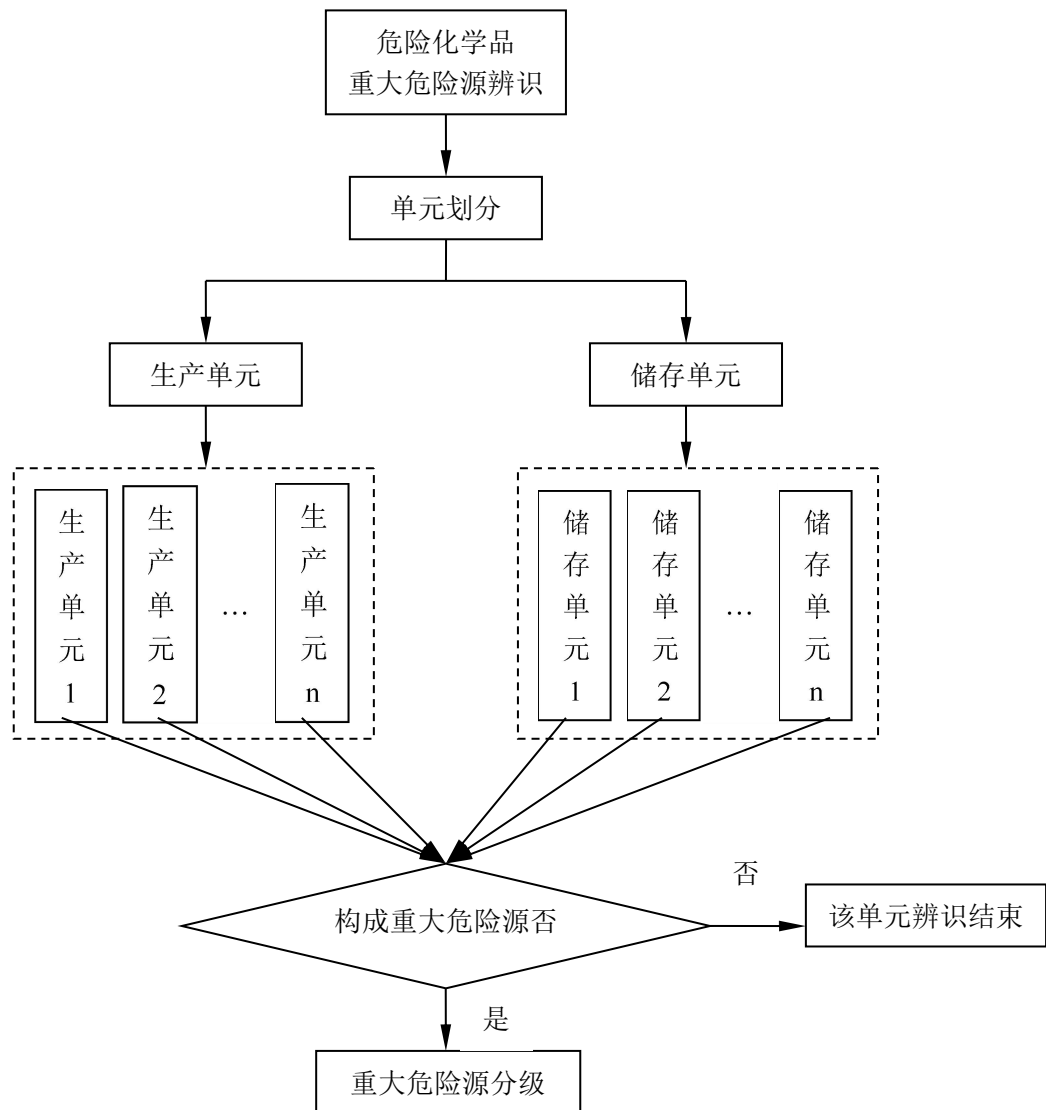 危险化学品
重大危险源辨识
单元划分
生产单元
储存单元
生产单元1
生产单元2
…
生产单元n
储存单元1
储存单元2
…
储存单元n
构成重大危险源否
否
该单元辨识结束
是
重大危险源分级